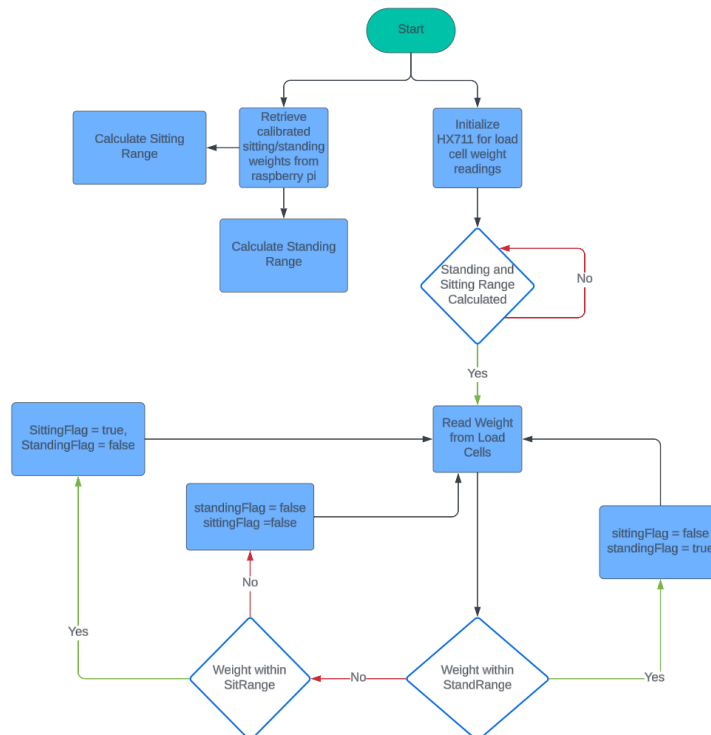 Start
Retrieve
calibrated
sitting/standing
weights from
raspberry pi
Initialize
HX711 for load
cell weight
readings
Calculate Sitting
Range
Calculate Standing
Range
Standing and
Sitting Range
Calculated
No
Yes
SittingFlag = true,
StandingFlag = false
Read Weight
from Load
Cells
standingFlag = false
sittingFlag =false
sittingFlag = false
standingFlag = true
No
Yes
Weight within
SitRange
No
Weight within
StandRange
Yes